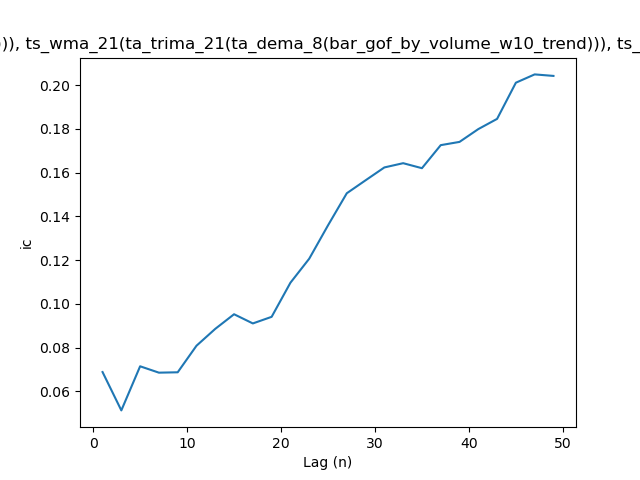 )), ts_wma_21(ta_trima_21(ta_dema_8(bar_gof_by_volume_w10_trend))), ts_
0.20
0.18
0.16
0.14
0.12
0.10
0.08
0.06
ic
0 10 20 30 40 50
Lag (n)